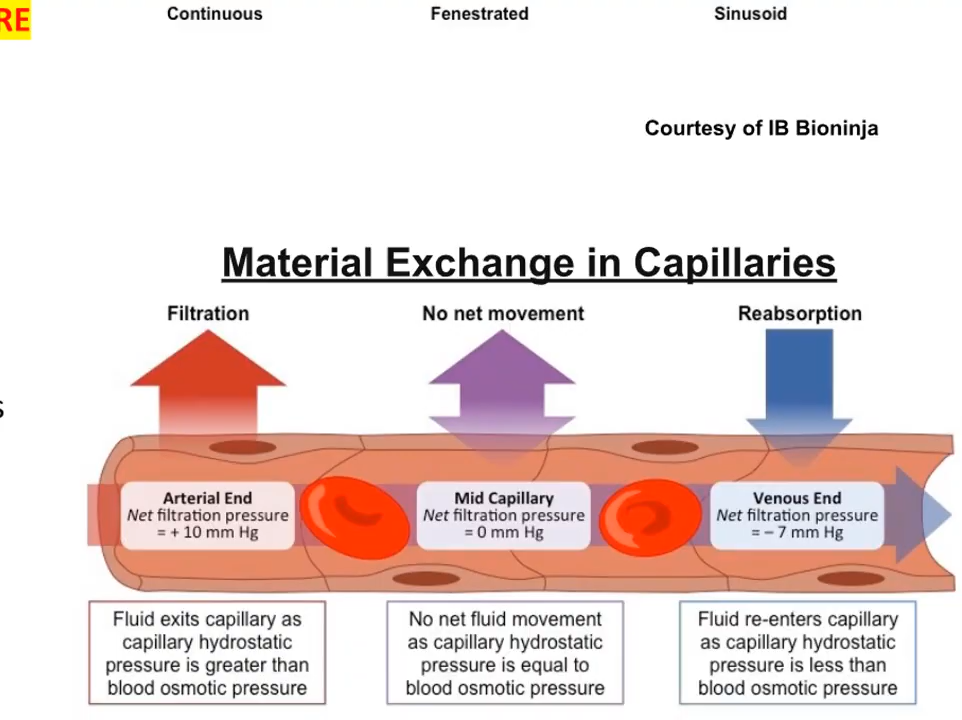 RE
Continuous
Fenestrated
Sinusoid
Courtesy of IB Bioninja
Material Exchange in Capillaries
Filtration
No net movement
Reabsorption
s
Arterial End
Net filtration pressure
= + 10 mm Hg
Mid Capillary
Net filtration pressure
= 0 mm Hg
Venous End
Net filtration pressure
= – 7 mm Hg
Fluid exits capillary as
capillary hydrostatic
pressure is greater than
blood osmotic pressure
No net fluid movement
as capillary hydrostatic
pressure is equal to
blood osmotic pressure
Fluid re-enters capillary
as capillary hydrostatic
pressure is less than
blood osmotic pressure